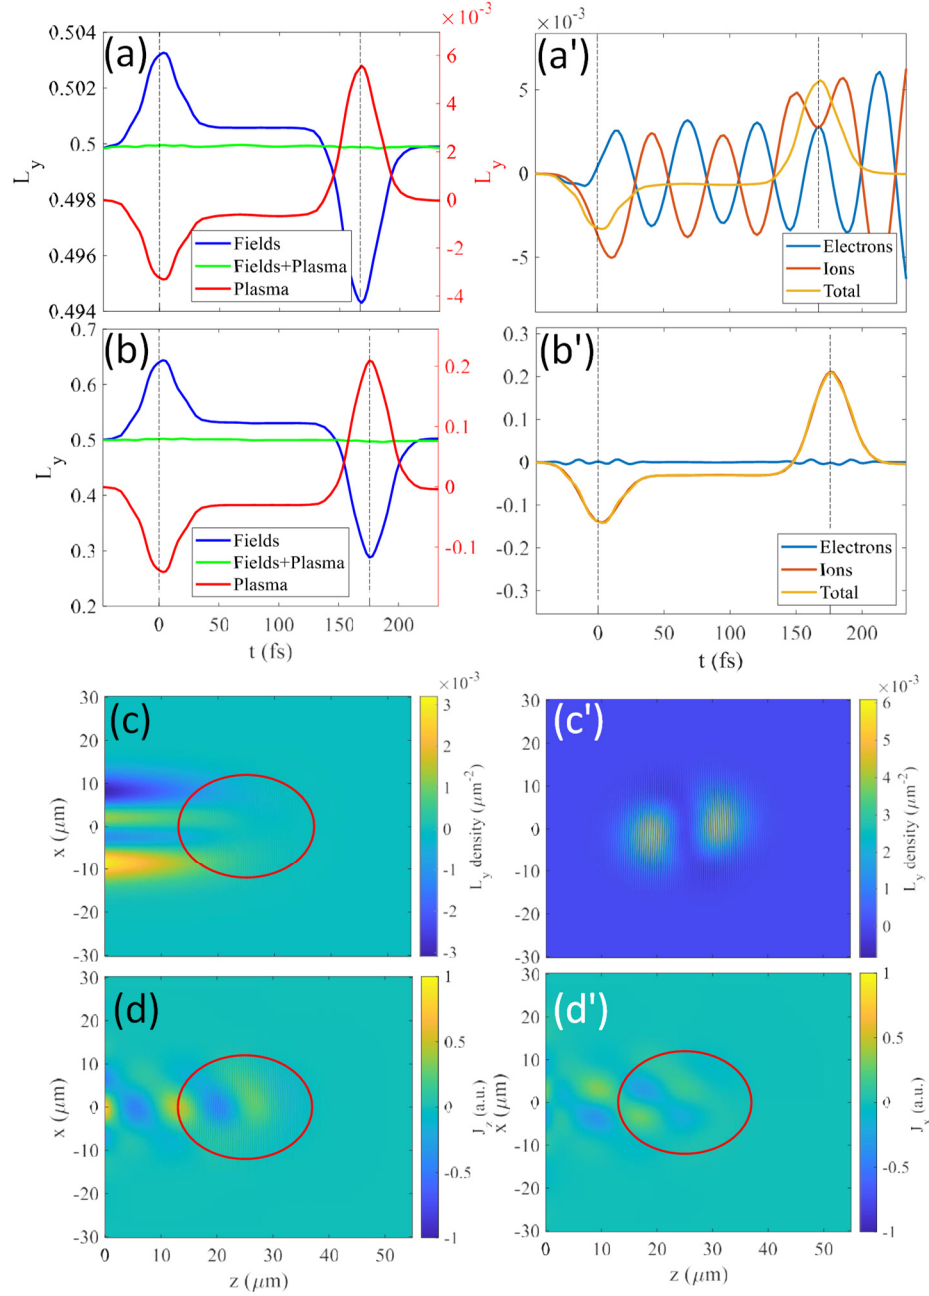 (a)
0.504
0.502
0.5
0.498
0.496
0.494
L_y
×10⁻³
6
4
2
0
-2
-4
L_y
Fields
Fields+Plasma
Plasma
(a')
×10⁻³
5
0
-5
Electrons
Ions
Total
(b)
0.7
0.6
0.5
0.4
0.3
0.2
L_y
0.2
0.1
0
-0.1
Fields
Fields+Plasma
Plasma
0 50 100 150 200
t (fs)
(b')
0.3
0.2
0.1
0
-0.1
-0.2
-0.3
Electrons
Ions
Total
0 50 100 150 200
t (fs)
(c)
30
20
10
0
-10
-20
-30
x (μm)
×10⁻³
3
2
1
0
-1
-2
-3
L_y density (μm⁻²)
(c')
30
20
10
0
-10
-20
-30
×10⁻³
6
5
4
3
2
1
0
L_y density (μm⁻²)
(d)
30
20
10
0
-10
-20
-30
x (μm)
0 10 20 30 40 50
z (μm)
1
0.5
0
-0.5
-1
J_z (a.u.)
(d')
30
20
10
0
-10
-20
-30
x (μm)
0 10 20 30 40 50
z (μm)
1
0.5
0
-0.5
-1
J_x (a.u.)